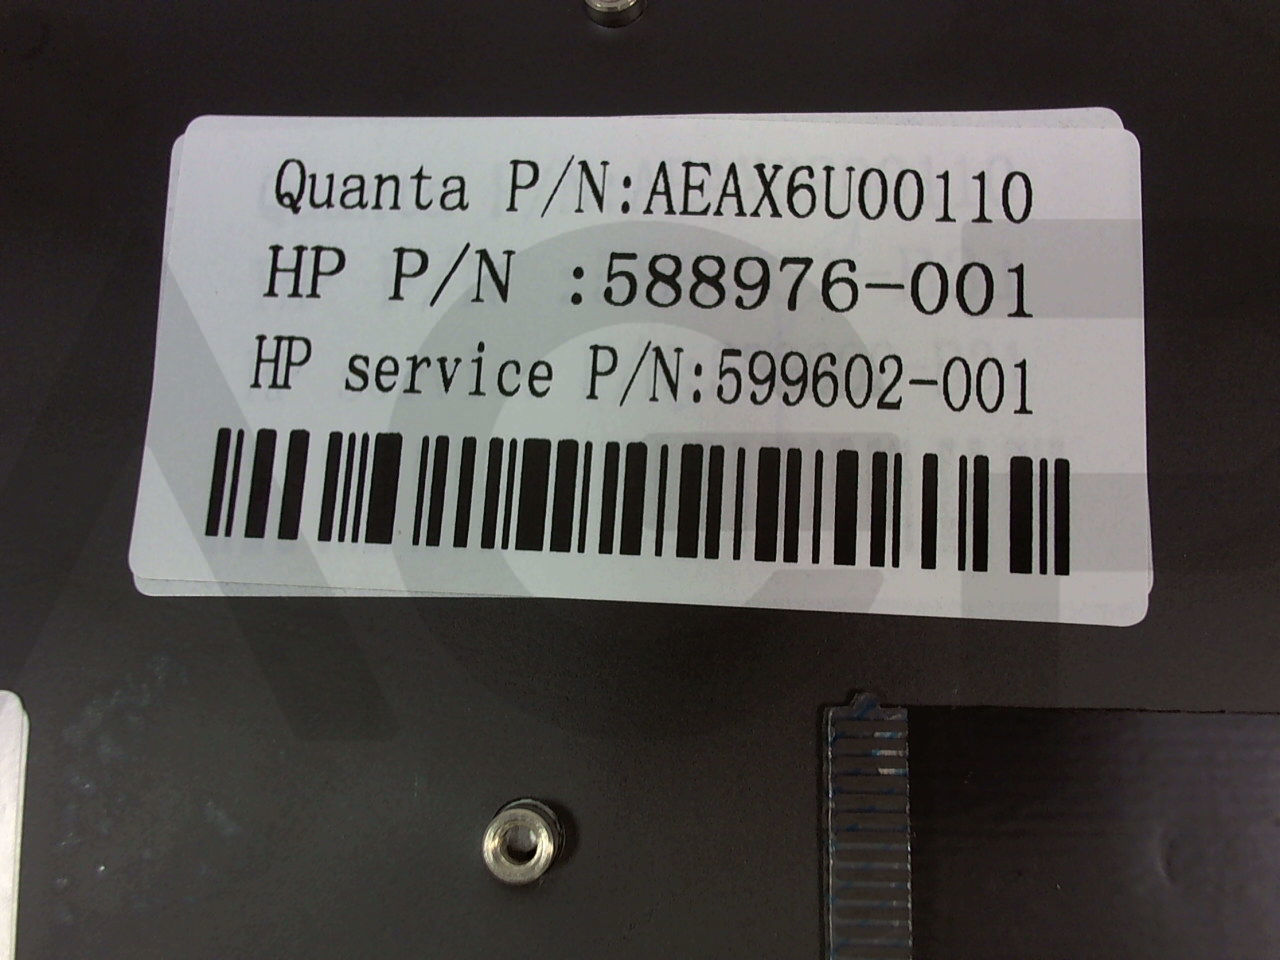 Quanta P/N:AEAX6U00110
HP P/N :588976-001
HP service P/N:599602-001